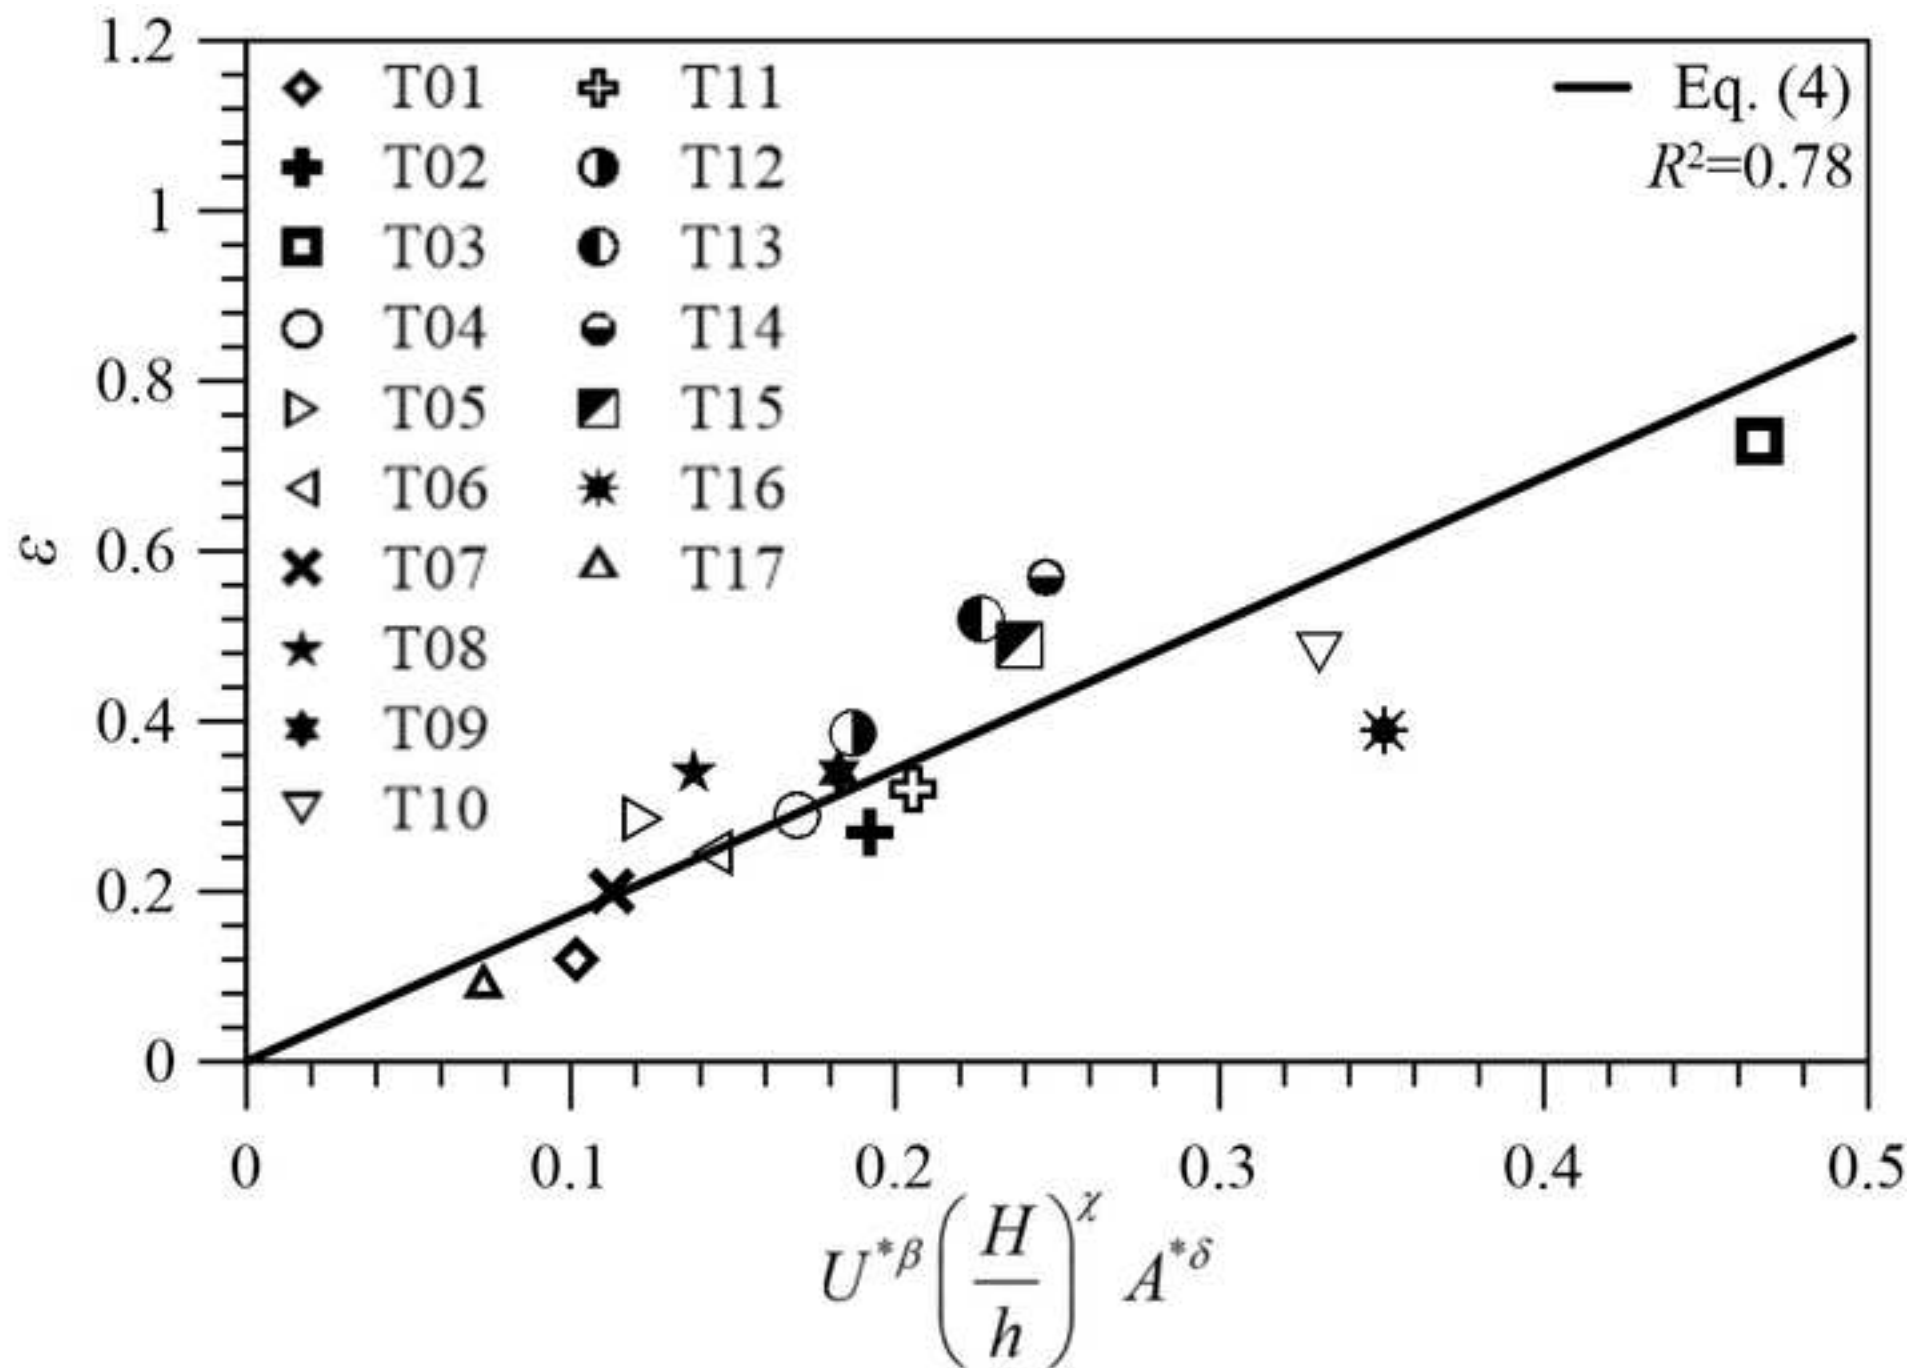 1.2
1
0.8
0.6
0.4
0.2
0
ε
T01 T11
T02 T12
T03 T13
T04 T14
T05 T15
T06 T16
T07 T17
T08
T09
T10
Eq. (4)
R²=0.78
0 0.1 0.2 0.3 0.4 0.5
U*β (H/h)χ A*δ